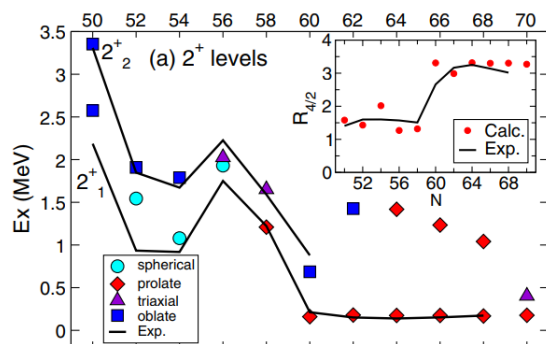 50 52 54 56 58 60 62 64 66 68 70
3.5
3
2.5
2
1.5
1
0.5
0
Ex (MeV)
(a) 2+ levels
2+2
2+1
spherical
prolate
triaxial
oblate
Exp.
4
3
2
1
0
R4/2
52 56 60 64 68
N
Calc.
Exp.